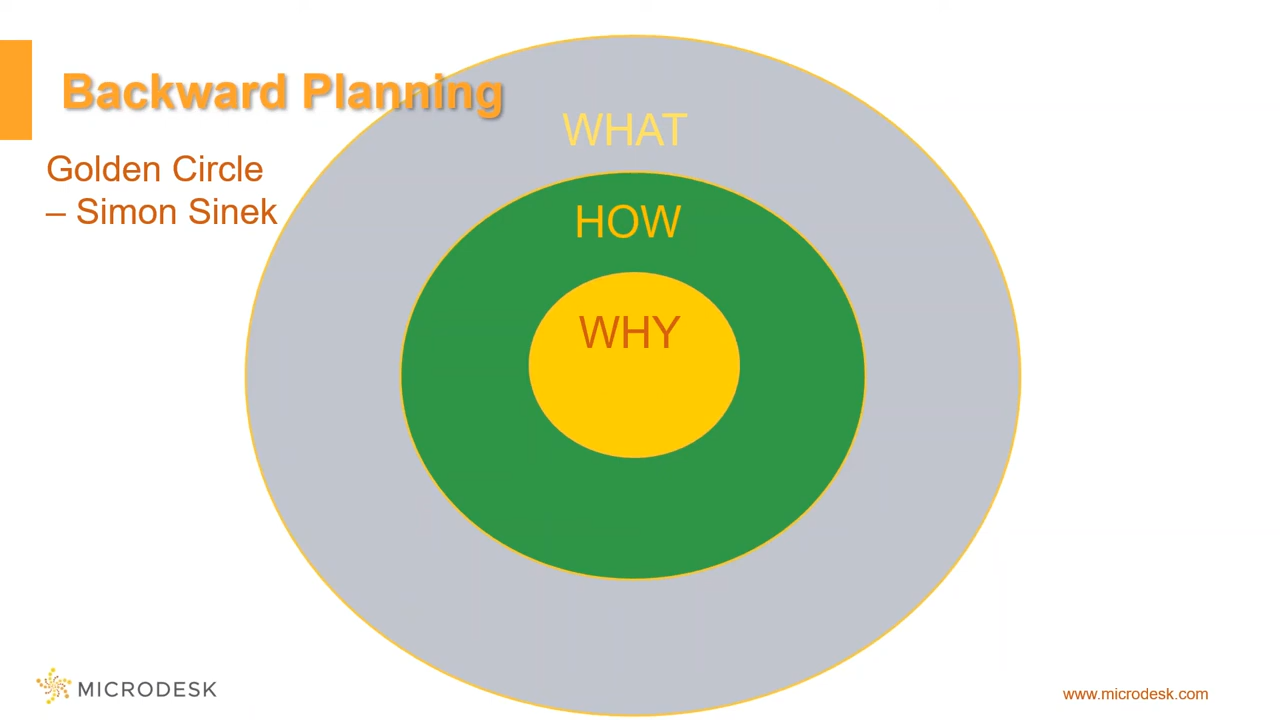 Backward Planning
Golden Circle
– Simon Sinek
WHAT
HOW
WHY
MICRODESK
www.microdesk.com